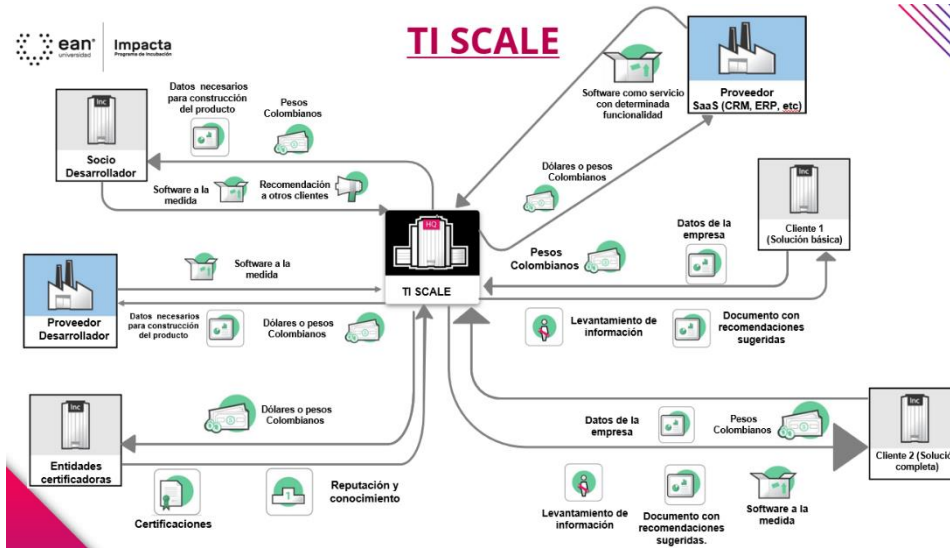 ean®
universidad
Impacta
Programa de Incubación
TI SCALE
Inc
Socio
Desarrollador
Datos necesarios
para construcción
del producto
Pesos
Colombianos
Software a la
medida
Recomendación
a otros clientes
Software como servicio
con determinada
funcionalidad
Proveedor
SaaS (CRM, ERP, etc)
Dólares o pesos
Colombianos
HQ
TI SCALE
Inc
Cliente 1
(Solución básica)
Datos de la
empresa
Pesos
Colombianos
Levantamiento de
información
Documento con
recomendaciones
sugeridas
Proveedor
Desarrollador
Software a la
medida
Datos necesarios
para construcción
del producto
Dólares o pesos
Colombianos
Inc
Entidades
certificadoras
Dólares o pesos
Colombianos
Certificaciones
1
Reputación y
conocimiento
Inc
Cliente 2 (Solució
completa)
Datos de la
empresa
Pesos
Colombianos
Levantamiento de
información
Documento con
recomendaciones
sugeridas.
Software a la
medida